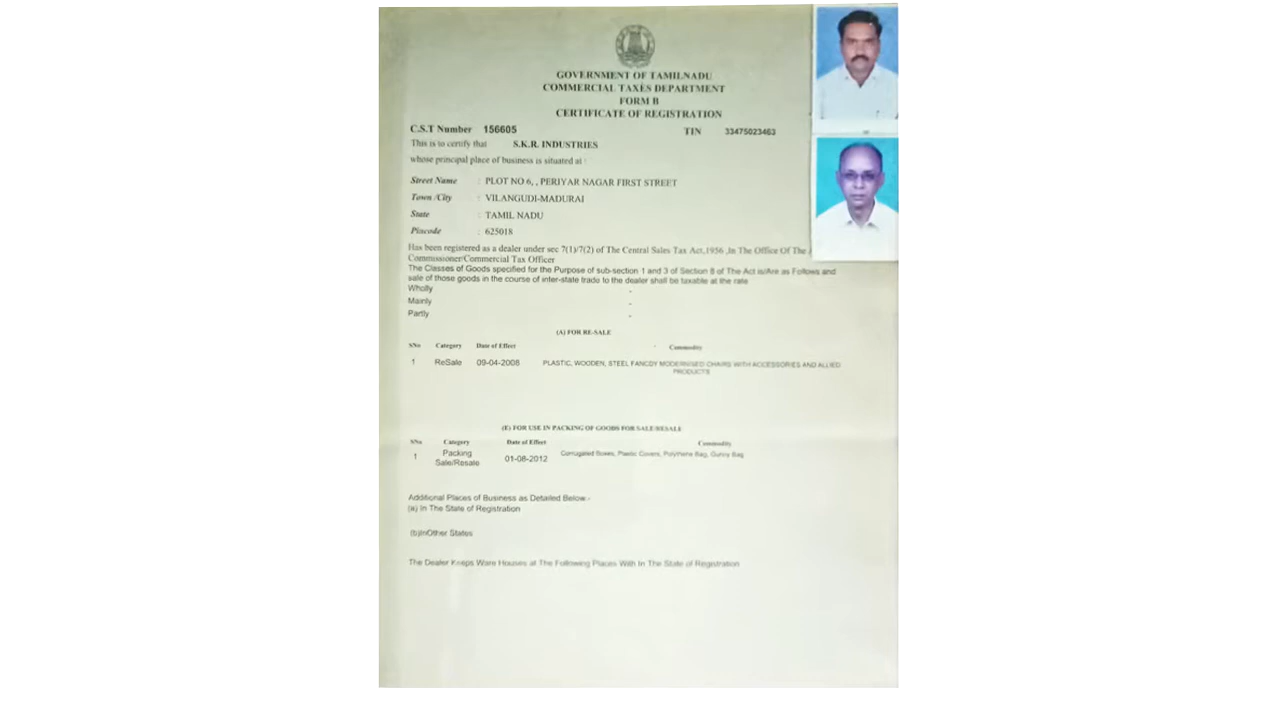 GOVERNMENT OF TAMILNADU
COMMERCIAL TAXES DEPARTMENT
FORM B
CERTIFICATE OF REGISTRATION
C.S.T Number 156605 TIN 33475023463
This is to certify that S.K.R. INDUSTRIES
whose principal place of business is situated at :
Street Name : PLOT NO 6, , PERIYAR NAGAR FIRST STREET
Town /City : VILANGUDI-MADURAI
State : TAMIL NADU
Pincode : 625018
Has been registered as a dealer under sec 7(1)/7(2) of The Central Sales Tax Act,1956 ,In The Office Of The
Commissioner/Commercial Tax Officer
The Classes of Goods specified for the Purpose of sub-section 1 and 3 of Section 8 of The Act is/Are as Follows and
sale of those goods in the course of inter-state trade to the dealer shall be taxable at the rate
Wholly -
Mainly -
Partly -
(A) FOR RE-SALE
SNo Category Date of Effect Commodity
1 ReSale 09-04-2008 PLASTIC, WOODEN, STEEL FANCDY MODERNISED CHAIRS WITH ACCESSORIES AND ALLIED
PRODUCTS
(E) FOR USE IN PACKING OF GOODS FOR SALE/RESALE
SNo Category Date of Effect Commodity
1 Packing Sale/Resale 01-08-2012 Corrugated Boxes, Plastic Covers, Polythene Bag, Gunny Bag
Additional Places of Business as Detailed Below:-
(a) In The State of Registration
(b)InOther States
The Dealer Keeps Ware Houses at The Following Places With In The State of Registration